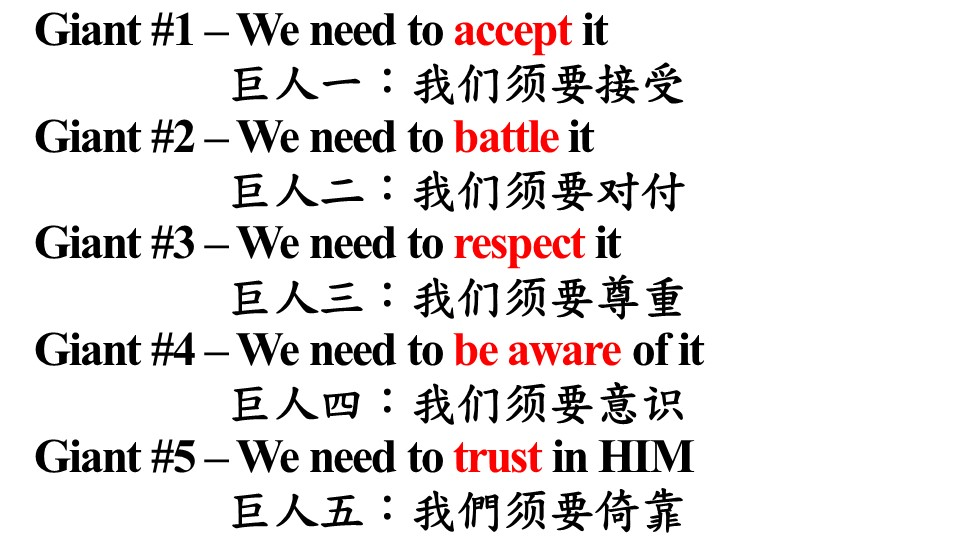 Giant #1 – We need to accept it
巨人一：我们须要接受
Giant #2 – We need to battle it
巨人二：我们须要对付
Giant #3 – We need to respect it
巨人三：我们须要尊重
Giant #4 – We need to be aware of it
巨人四：我们须要意识
Giant #5 – We need to trust in HIM
巨人五：我們须要倚靠